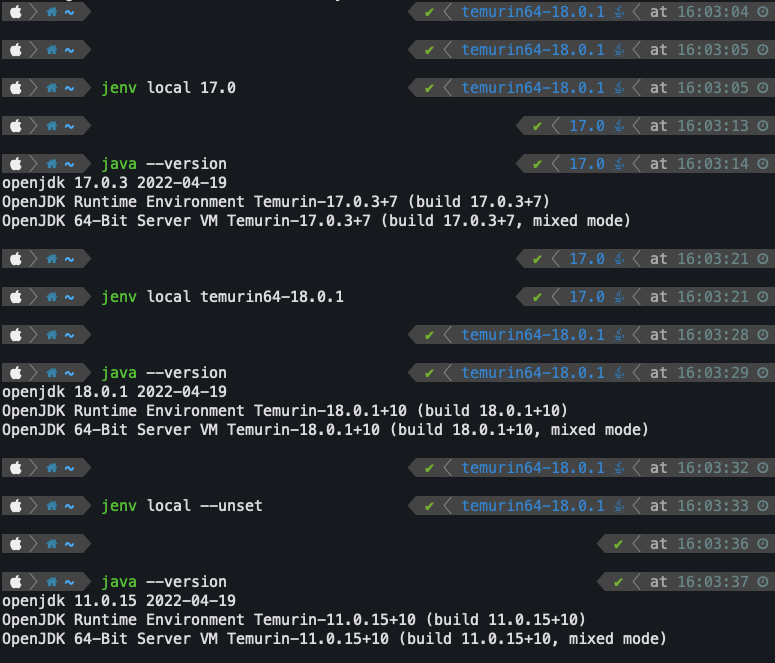 ~ ✔ temurin64-18.0.1 at 16:03:04
~ ✔ temurin64-18.0.1 at 16:03:05
~ jenv local 17.0 ✔ temurin64-18.0.1 at 16:03:05
~ ✔ 17.0 at 16:03:13
~ java --version ✔ 17.0 at 16:03:14
openjdk 17.0.3 2022-04-19
OpenJDK Runtime Environment Temurin-17.0.3+7 (build 17.0.3+7)
OpenJDK 64-Bit Server VM Temurin-17.0.3+7 (build 17.0.3+7, mixed mode)
~ ✔ 17.0 at 16:03:21
~ jenv local temurin64-18.0.1 ✔ 17.0 at 16:03:21
~ ✔ temurin64-18.0.1 at 16:03:28
~ java --version ✔ temurin64-18.0.1 at 16:03:29
openjdk 18.0.1 2022-04-19
OpenJDK Runtime Environment Temurin-18.0.1+10 (build 18.0.1+10)
OpenJDK 64-Bit Server VM Temurin-18.0.1+10 (build 18.0.1+10, mixed mode)
~ ✔ temurin64-18.0.1 at 16:03:32
~ jenv local --unset ✔ temurin64-18.0.1 at 16:03:33
~ ✔ at 16:03:36
~ java --version ✔ at 16:03:37
openjdk 11.0.15 2022-04-19
OpenJDK Runtime Environment Temurin-11.0.15+10 (build 11.0.15+10)
OpenJDK 64-Bit Server VM Temurin-11.0.15+10 (build 11.0.15+10, mixed mode)